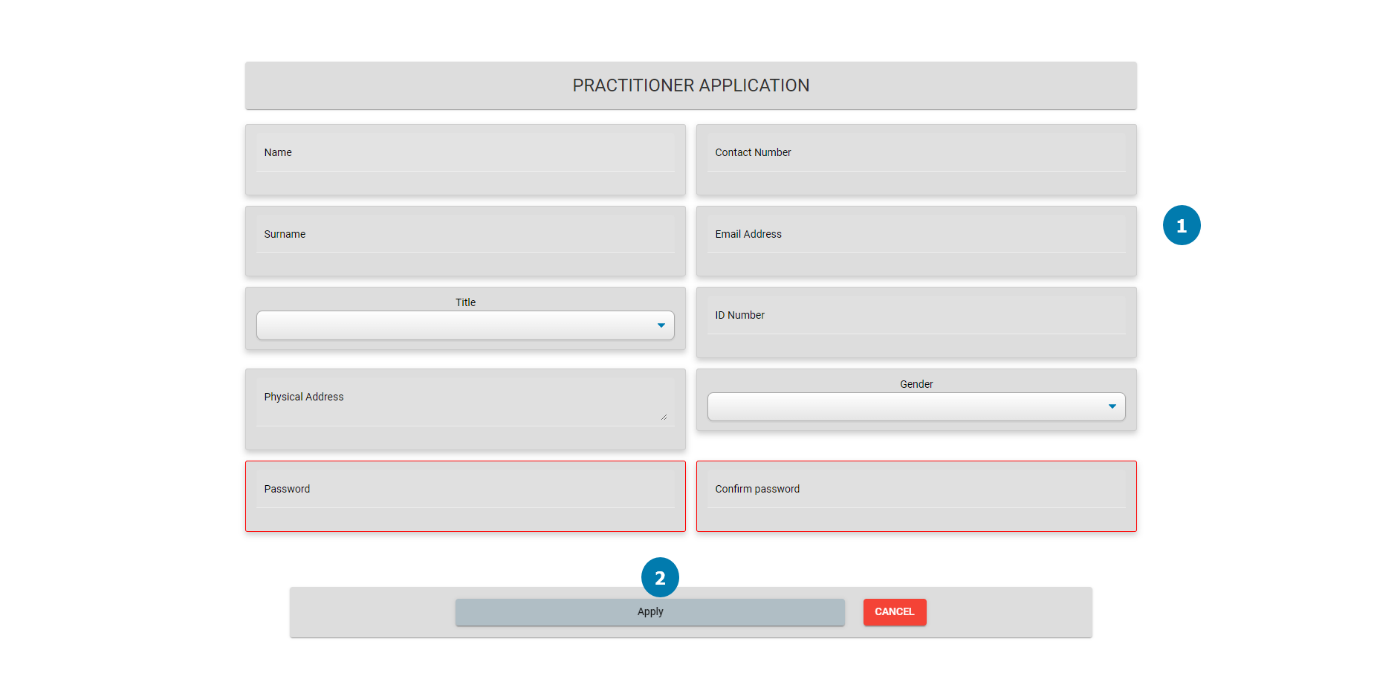 PRACTITIONER APPLICATION
Name
Contact Number
1
Surname
Email Address
Title
ID Number
Physical Address
Gender
Password
Confirm password
2
Apply
CANCEL